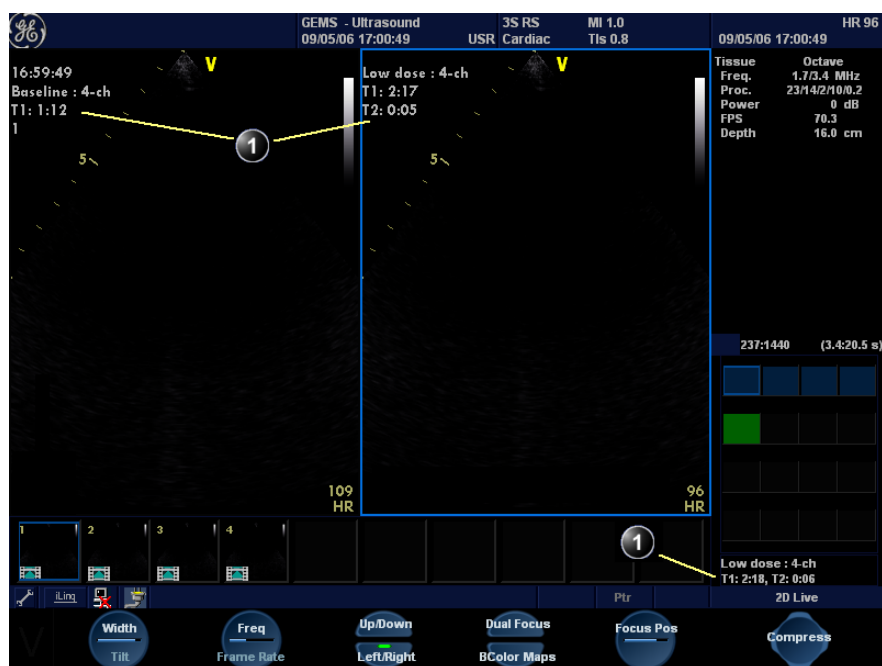 GE
GEMS - Ultrasound
09/05/06 17:00:49
USR
3S RS
Cardiac
MI 1.0
TIs 0.8
HR 96
09/05/06 17:00:49
16:59:49
Baseline : 4-ch
T1: 1:12
1
V
5
109
HR
Low dose : 4-ch
T1: 2:17
T2: 0:05
V
5
96
HR
1
Tissue Octave
Freq. 1.7/3.4 MHz
Proc. 23/14/2/10/0.2
Power 0 dB
FPS 70.3
Depth 16.0 cm
237:1440 (3.4:20.5 s)
1
2
3
4
1
Low dose : 4-ch
T1: 2:18, T2: 0:06
iLinq
Ptr
2D Live
V
Width
Tilt
Freq
Frame Rate
Up/Down
Left/Right
Dual Focus
BColor Maps
Focus Pos
Compress